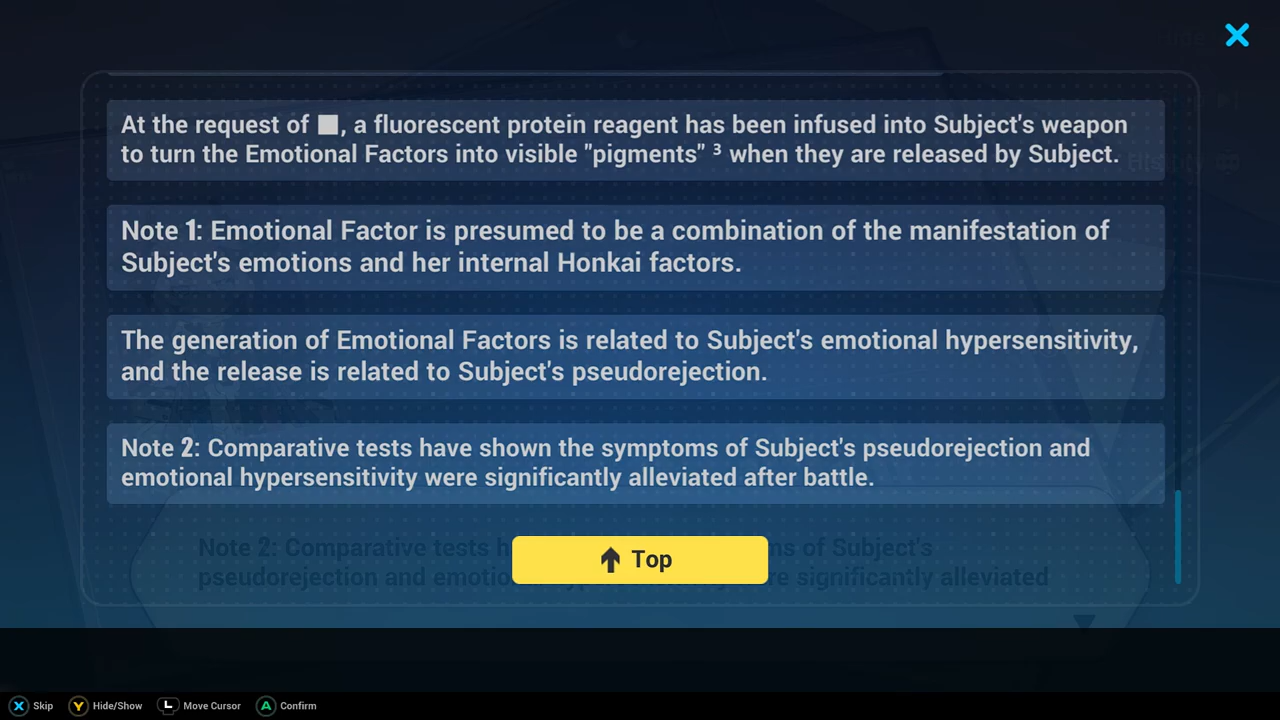 Hide
At the request of ■, a fluorescent protein reagent has been infused into Subject's weapon
to turn the Emotional Factors into visible "pigments" ³ when they are released by Subject.
History
Note 1: Emotional Factor is presumed to be a combination of the manifestation of
Subject's emotions and her internal Honkai factors.
The generation of Emotional Factors is related to Subject's emotional hypersensitivity,
and the release is related to Subject's pseudorejection.
Note 2: Comparative tests have shown the symptoms of Subject's pseudorejection and
emotional hypersensitivity were significantly alleviated after battle.
Note 2: Comparative tests of Subject's
pseudorejection and significantly alleviated
Top
Skip Hide/Show Move Cursor Confirm